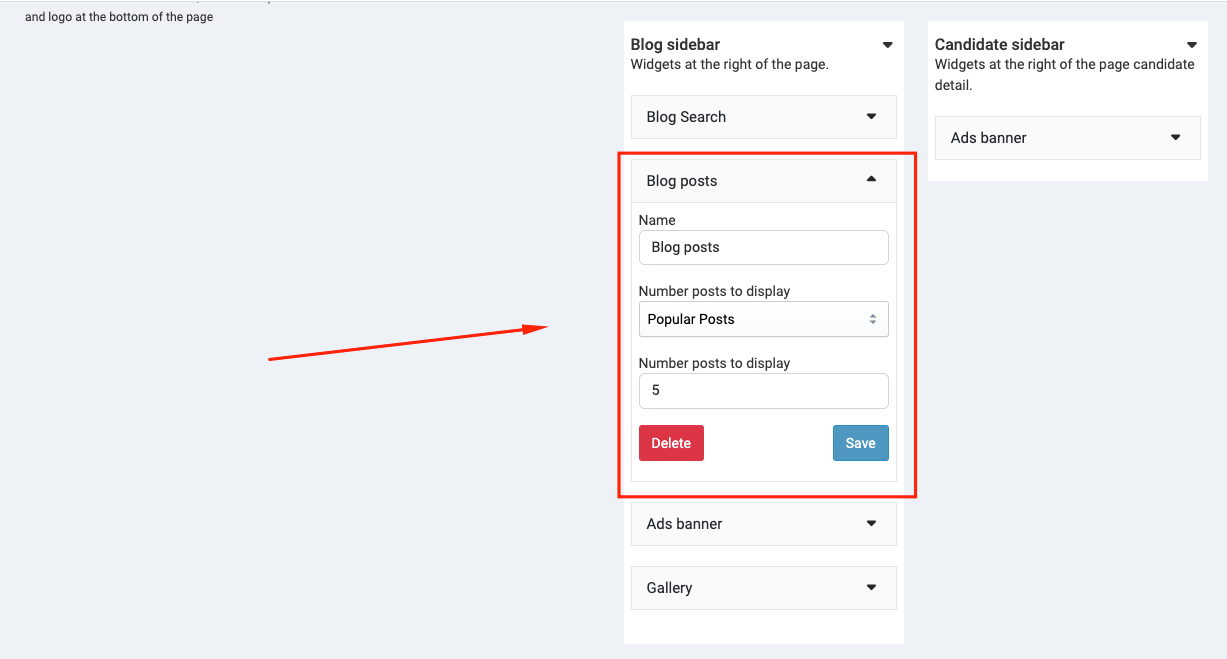 and logo at the bottom of the page
Blog sidebar
Widgets at the right of the page.
Blog Search
Blog posts
Name
Blog posts
Number posts to display
Popular Posts
Number posts to display
5
Delete
Save
Ads banner
Gallery
Candidate sidebar
Widgets at the right of the page candidate
detail.
Ads banner